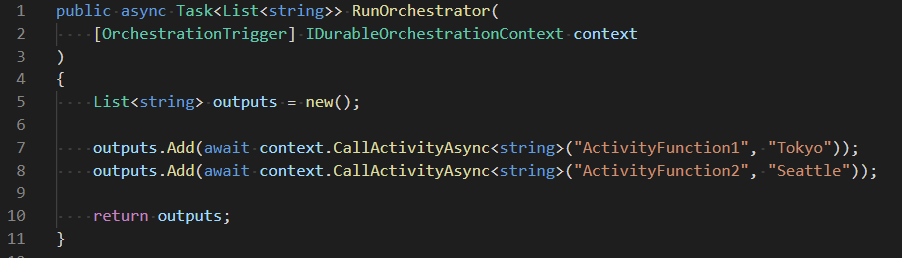 1 public async Task<List<string>> RunOrchestrator(
2     [OrchestrationTrigger] IDurableOrchestrationContext context
3 )
4 {
5     List<string> outputs = new();
6
7     outputs.Add(await context.CallActivityAsync<string>("ActivityFunction1", "Tokyo"));
8     outputs.Add(await context.CallActivityAsync<string>("ActivityFunction2", "Seattle"));
9
10     return outputs;
11 }